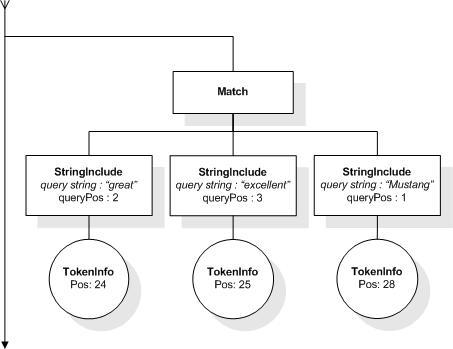 Match
StringInclude
query string : “great”
queryPos : 2
StringInclude
query string : “excellent”
queryPos : 3
StringInclude
query string : “Mustang”
queryPos : 1
TokenInfo
Pos: 24
TokenInfo
Pos: 25
TokenInfo
Pos: 28